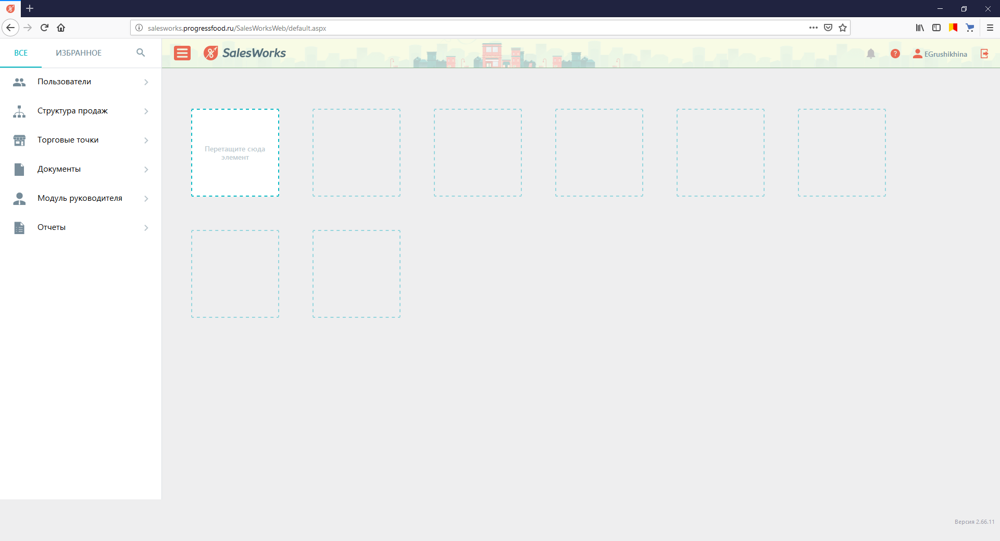 salesworks.progressfood.ru/SalesWorksWeb/default.aspx
ВСЕ ИЗБРАННОЕ
SalesWorks
? EGrushikhina
Пользователи
Структура продаж
Торговые точки
Документы
Модуль руководителя
Отчеты
Перетащите сюда
элемент
Версия 2.66.11